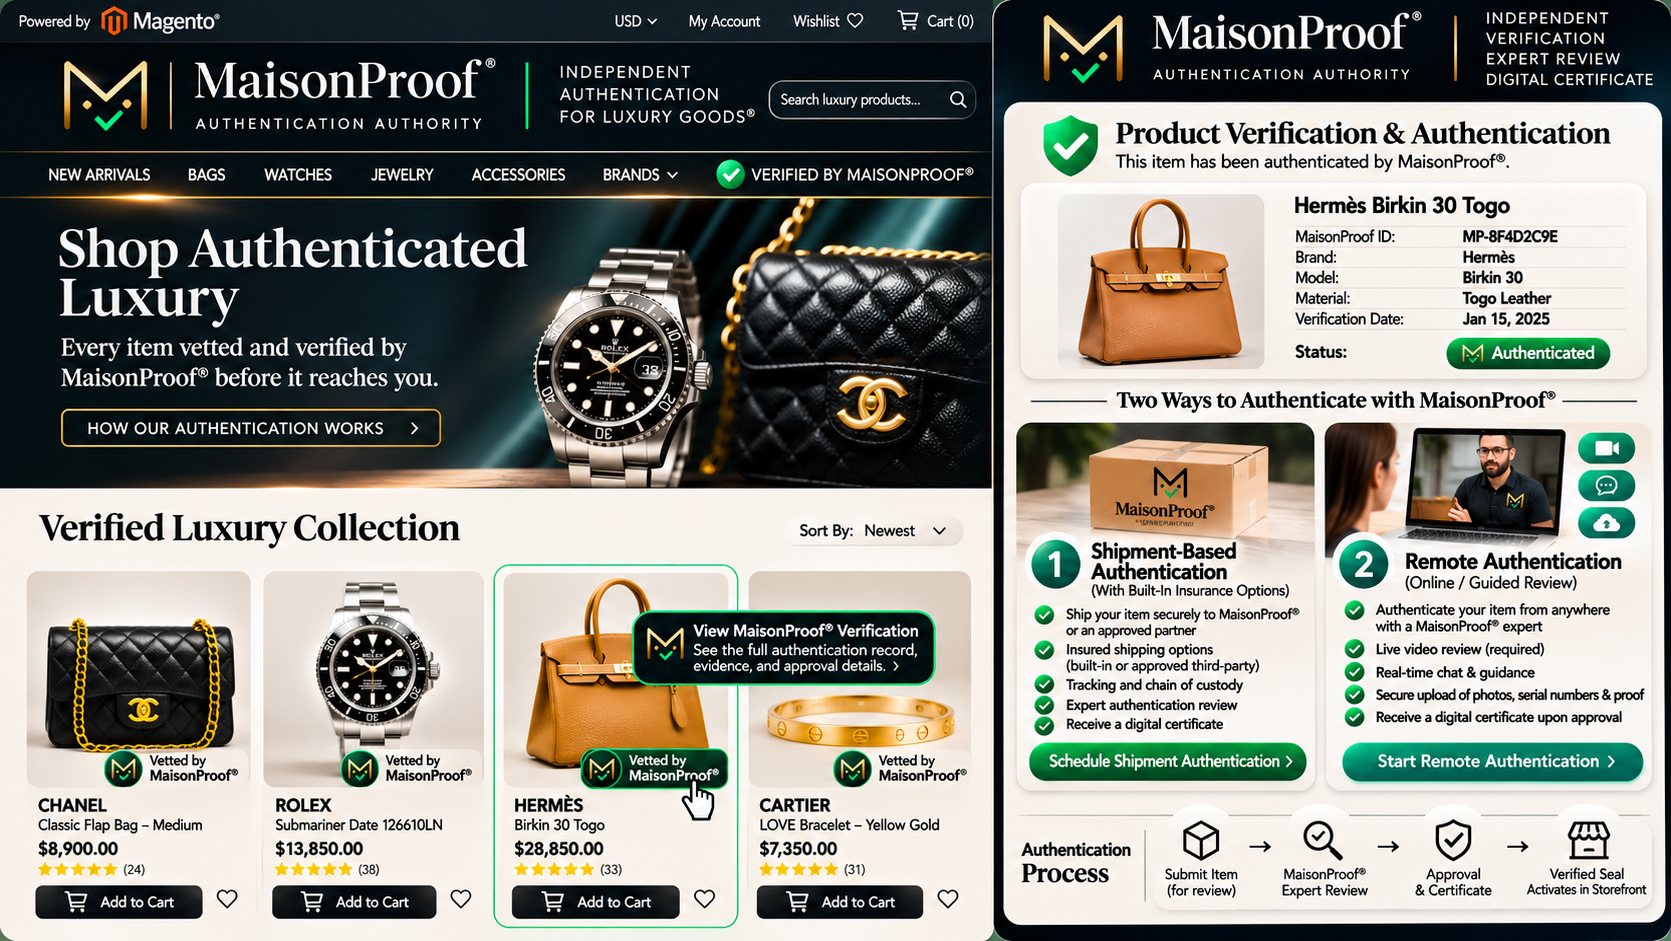 Powered by Magento®
USD
My Account
Wishlist
Cart (0)
MaisonProof®
AUTHENTICATION AUTHORITY
INDEPENDENT
AUTHENTICATION
FOR LUXURY GOODS®
Search luxury products...
NEW ARRIVALS
BAGS
WATCHES
JEWELRY
ACCESSORIES
BRANDS
VERIFIED BY MAISONPROOF®
Shop Authenticated
Luxury
Every item vetted and verified by
MaisonProof® before it reaches you.
HOW OUR AUTHENTICATION WORKS
ROLEX
Verified Luxury Collection
Sort By: Newest
View MaisonProof® Verification
See the full authentication record,
evidence, and approval details.
ROLEX
Vetted by
MaisonProof®
Vetted by
MaisonProof®
Vetted by
MaisonProof®
Vetted by
MaisonProof®
CHANEL
Classic Flap Bag – Medium
$8,900.00
(24)
Add to Cart
ROLEX
Submariner Date 126610LN
$13,850.00
(38)
Add to Cart
HERMÈS
Birkin 30 Togo
$28,850.00
(33)
Add to Cart
CARTIER
LOVE Bracelet – Yellow Gold
$7,350.00
(31)
Add to Cart
MaisonProof®
AUTHENTICATION AUTHORITY
INDEPENDENT
VERIFICATION
EXPERT REVIEW
DIGITAL CERTIFICATE
Product Verification & Authentication
This item has been authenticated by MaisonProof®.
Hermès Birkin 30 Togo
MaisonProof ID: MP-8F4D2C9E
Brand: Hermès
Model: Birkin 30
Material: Togo Leather
Verification Date: Jan 15, 2025
Status: Authenticated
Two Ways to Authenticate with MaisonProof®
MaisonProof®
1
Shipment-Based
Authentication
(With Built-In Insurance Options)
Ship your item securely to MaisonProof®
or an approved partner
Insured shipping options
(built-in or approved third-party)
Tracking and chain of custody
Expert authentication review
Receive a digital certificate
Schedule Shipment Authentication
2
Remote Authentication
(Online / Guided Review)
Authenticate your item from anywhere
with a MaisonProof® expert
Live video review (required)
Real-time chat & guidance
Secure upload of photos, serial numbers & proof
Receive a digital certificate upon approval
Start Remote Authentication
Authentication
Process
Submit Item
(for review)
MaisonProof®
Expert Review
Approval
& Certificate
Verified Seal
Activates in Storefront